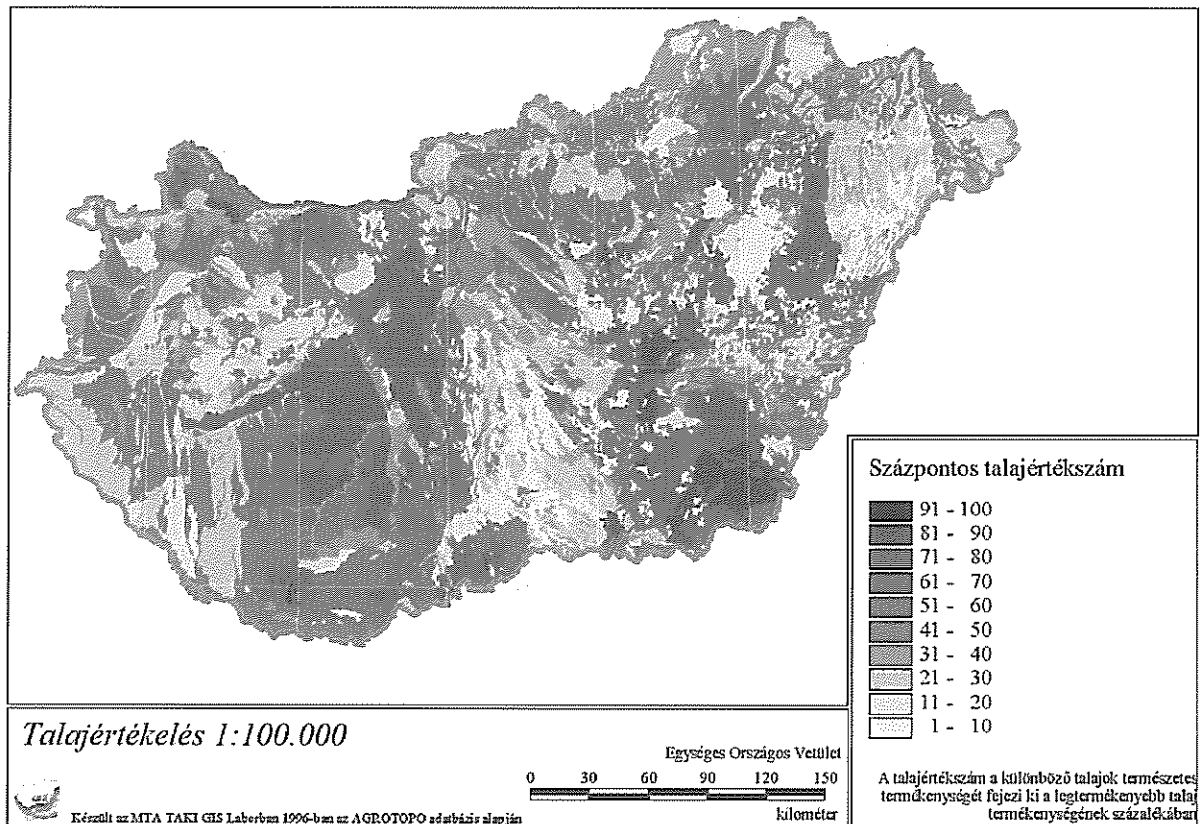 Százpontos talajértékszám
91 - 100
81 - 90
71 - 80
61 - 70
51 - 60
41 - 50
31 - 40
21 - 30
11 - 20
1 - 10
Talajértékelés 1:100.000
Egységes Országos Vetület
0 30 60 90 120 150
kilométer
Készült az MTA TAKI GIS Laborban 1996-ban az AGROTOPO adatbázis alapján
A talajértékszám a különböző talajok természetes
termékenységét fejezi ki a legtermékenyebb talaj
termékenységének százalékában